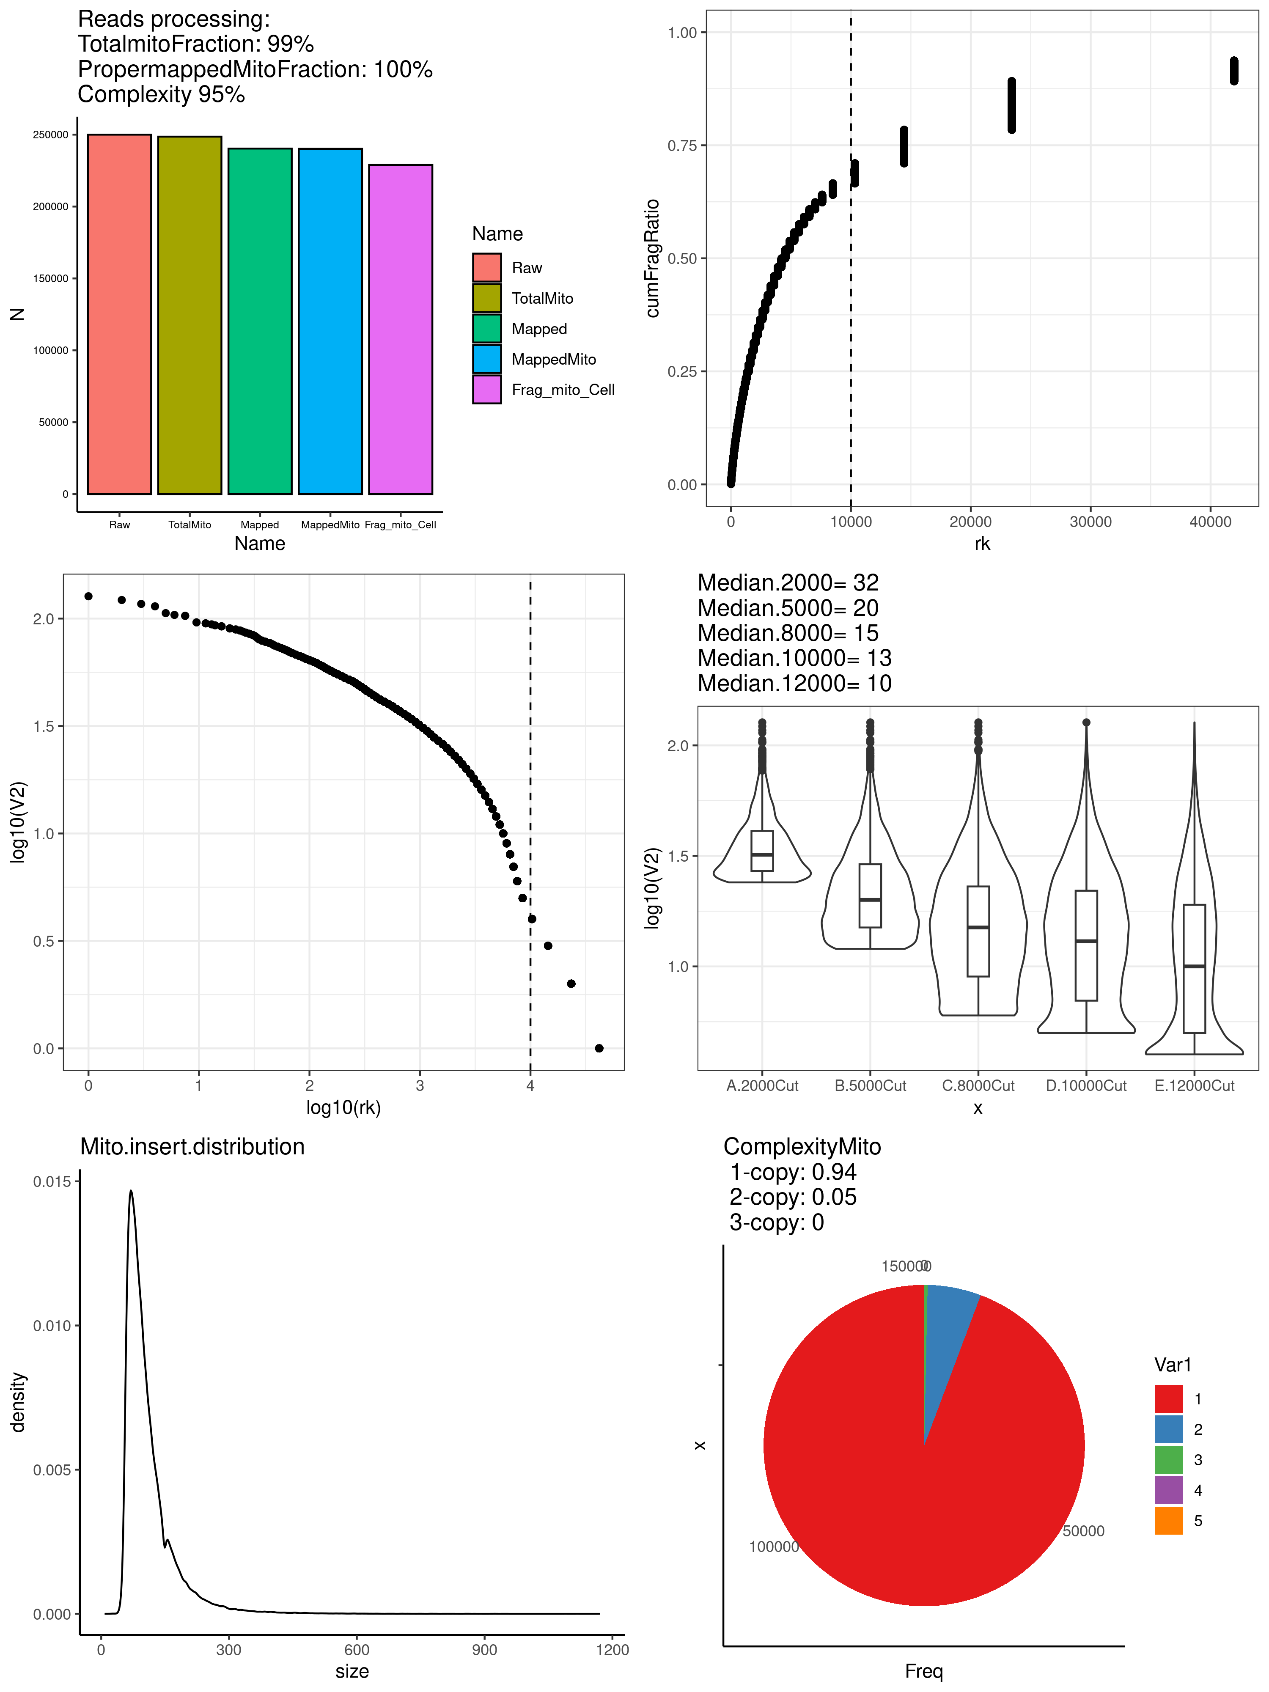 Reads processing:
TotalmitoFraction: 99%
PropermappedMitoFraction: 100%
Complexity 95%
250000
200000
150000
100000
50000
0
N
Raw
TotalMito
Mapped
MappedMito
Frag_mito_Cell
Name
Name
Raw
TotalMito
Mapped
MappedMito
Frag_mito_Cell
1.00
0.75
0.50
0.25
0.00
cumFragRatio
0
10000
20000
30000
40000
rk
2.0
1.5
1.0
0.5
0.0
log10(V2)
0
1
2
3
4
log10(rk)
Median.2000= 32
Median.5000= 20
Median.8000= 15
Median.10000= 13
Median.12000= 10
2.0
1.5
1.0
log10(V2)
A.2000Cut
B.5000Cut
C.8000Cut
D.10000Cut
E.12000Cut
x
Mito.insert.distribution
0.015
0.010
0.005
0.000
density
0
300
600
900
1200
size
ComplexityMito
1-copy: 0.94
2-copy: 0.05
3-copy: 0
150000
0
50000
100000
x
Freq
Var1
1
2
3
4
5